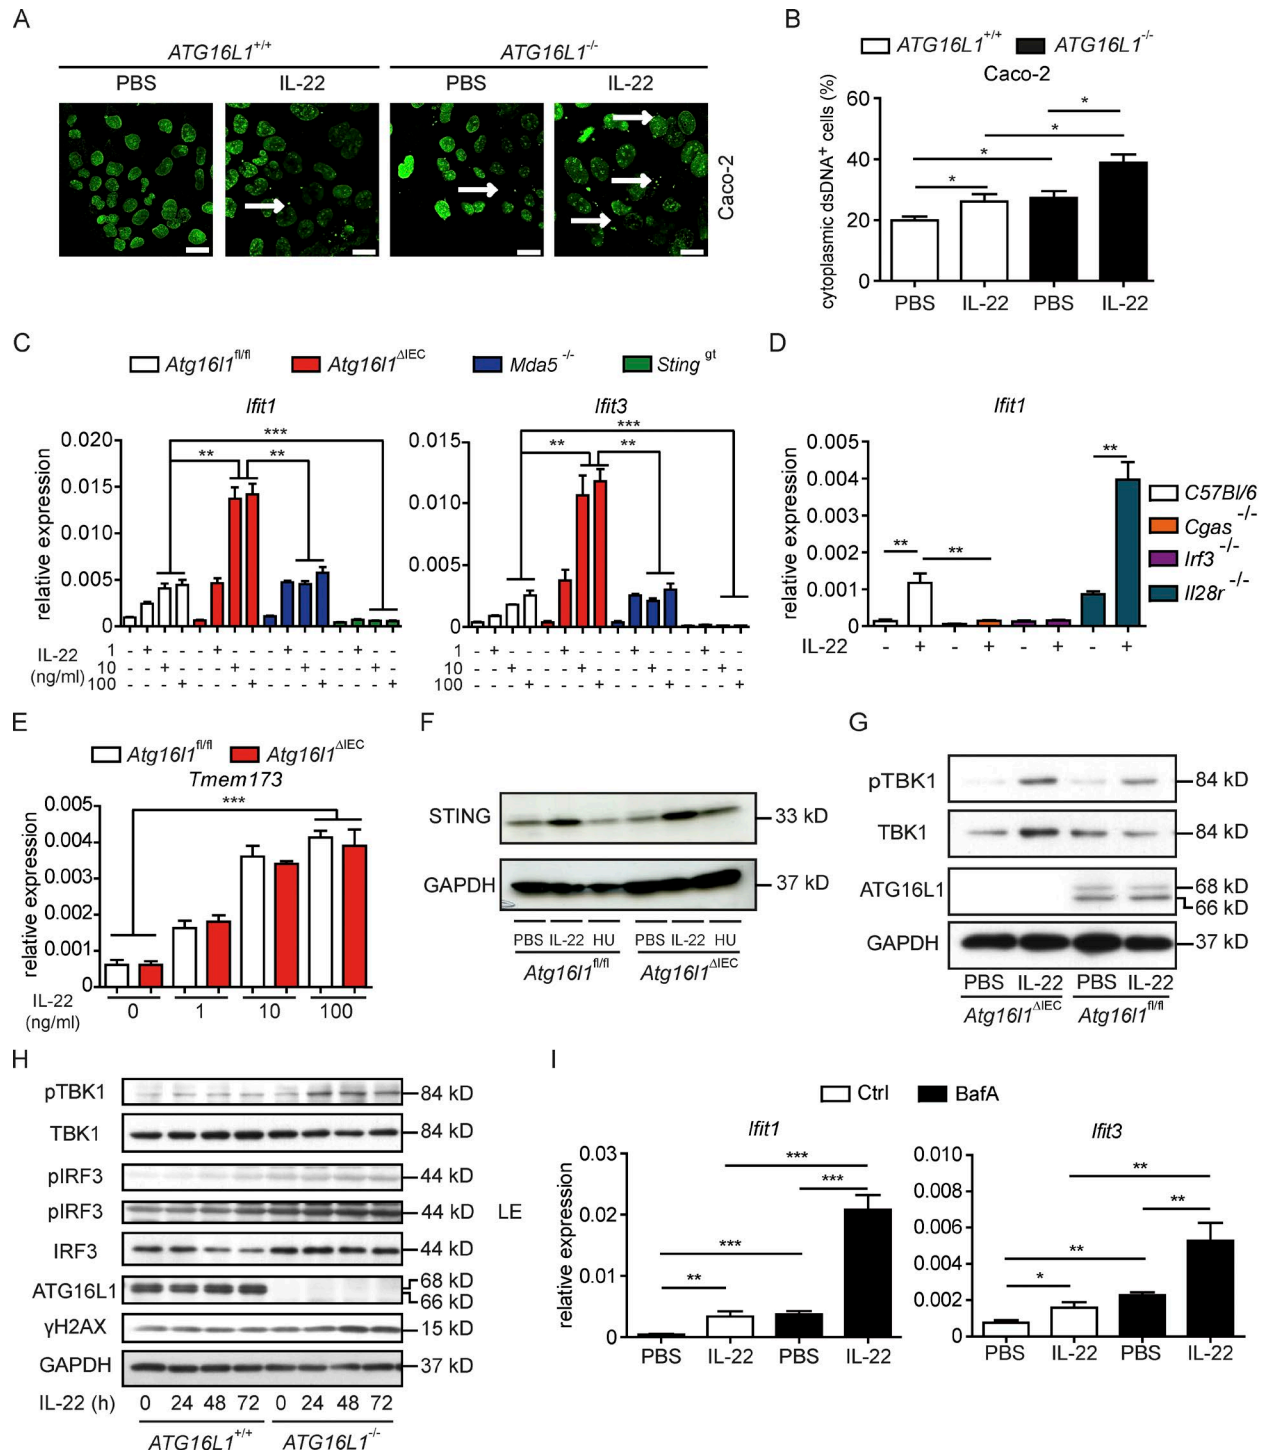 A
ATG16L1+/+
ATG16L1-/-
PBS
IL-22
PBS
IL-22
Caco-2
B
ATG16L1+/+
ATG16L1-/-
Caco-2
cytoplasmic dsDNA+ cells (%)
60
40
20
0
*
*
*
*
PBS
IL-22
PBS
IL-22
C
Atg16l1fl/fl
Atg16l1ΔIEC
Mda5 -/-
Sting gt
Ifit1
relative expression
0.020
0.015
0.010
0.005
0
***
**
**
IL-22
(ng/ml)
1 - + - - - + - - - + - - - + - -
10 - - + - - - + - - - + - - - + -
100 - - - + - - - + - - - + - - - +
Ifit3
0.015
0.010
0.005
0
***
**
**
- + - - - + - - - + - - - + - -
- - + - - - + - - - + - - - + -
- - - + - - - + - - - + - - - +
D
Ifit1
relative expression
0.005
0.004
0.003
0.002
0.001
0
**
**
**
IL-22 - + - + - + - +
C57Bl/6
Cgas -/-
Irf3 -/-
Il28r -/-
E
Atg16l1fl/fl
Atg16l1ΔIEC
Tmem173
relative expression
0.005
0.004
0.003
0.002
0.001
0
***
IL-22
(ng/ml)
0 1 10 100
F
STING
33 kD
GAPDH
37 kD
PBS IL-22 HU PBS IL-22 HU
Atg16l1fl/fl
Atg16l1ΔIEC
G
pTBK1
84 kD
TBK1
84 kD
ATG16L1
68 kD
66 kD
GAPDH
37 kD
PBS IL-22 PBS IL-22
Atg16l1ΔIEC
Atg16l1fl/fl
H
pTBK1
84 kD
TBK1
84 kD
pIRF3
44 kD
pIRF3
44 kD
LE
IRF3
44 kD
ATG16L1
68 kD
66 kD
γH2AX
15 kD
GAPDH
37 kD
IL-22 (h) 0 24 48 72 0 24 48 72
ATG16L1+/+
ATG16L1-/-
I
Ctrl
BafA
Ifit1
relative expression
0.03
0.02
0.01
0
***
***
***
**
PBS
IL-22
PBS
IL-22
Ifit3
0.010
0.008
0.006
0.004
0.002
0
**
**
**
*
PBS
IL-22
PBS
IL-22